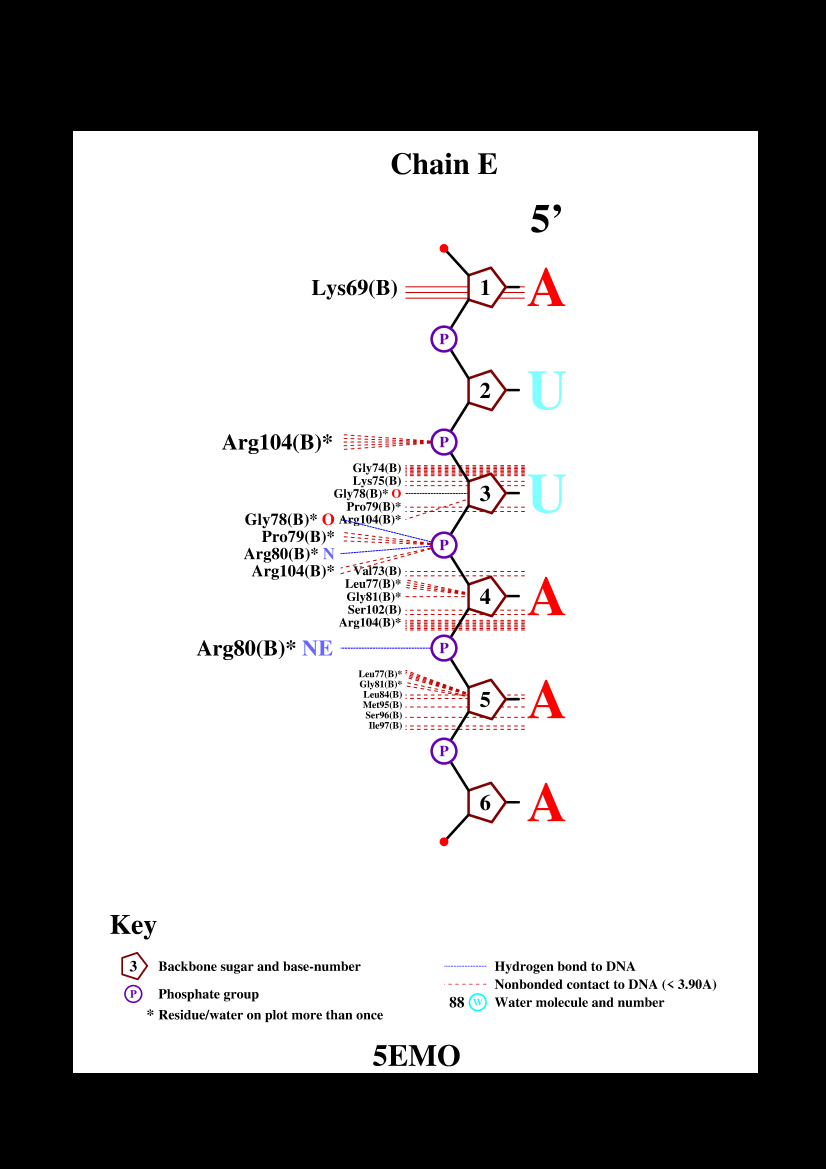 Chain E
5’
Lys69(B) 1 A
P
2 U
Arg104(B)* P
Gly74(B)
Lys75(B)
Gly78(B)* O 3 U
Pro79(B)*
Arg104(B)*
Gly78(B)* O
Pro79(B)* P
Arg80(B)* N
Arg104(B)*
Val73(B)
Leu77(B)*
Gly81(B)* 4 A
Ser102(B)
Arg104(B)*
Arg80(B)* NE P
Leu77(B)*
Gly81(B)*
Leu84(B) 5 A
Met95(B)
Ser96(B)
Ile97(B)
P
6 A
Key
3 Backbone sugar and base-number
P Phosphate group
* Residue/water on plot more than once
Hydrogen bond to DNA
Nonbonded contact to DNA (< 3.90A)
88 W Water molecule and number
5EMO